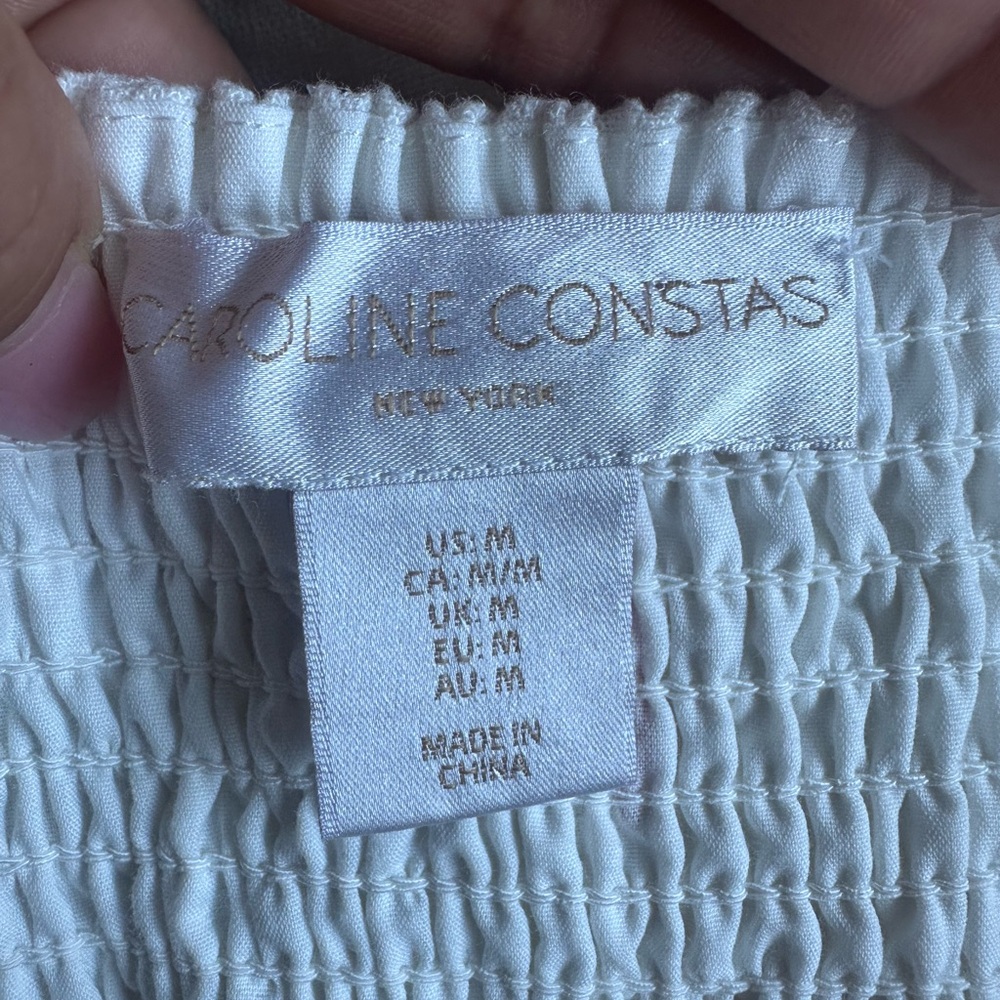 CAROLINE CONSTAS
NEW YORK
US: M
CA: M/M
UK: M
EU: M
AU: M
MADE IN
CHINA